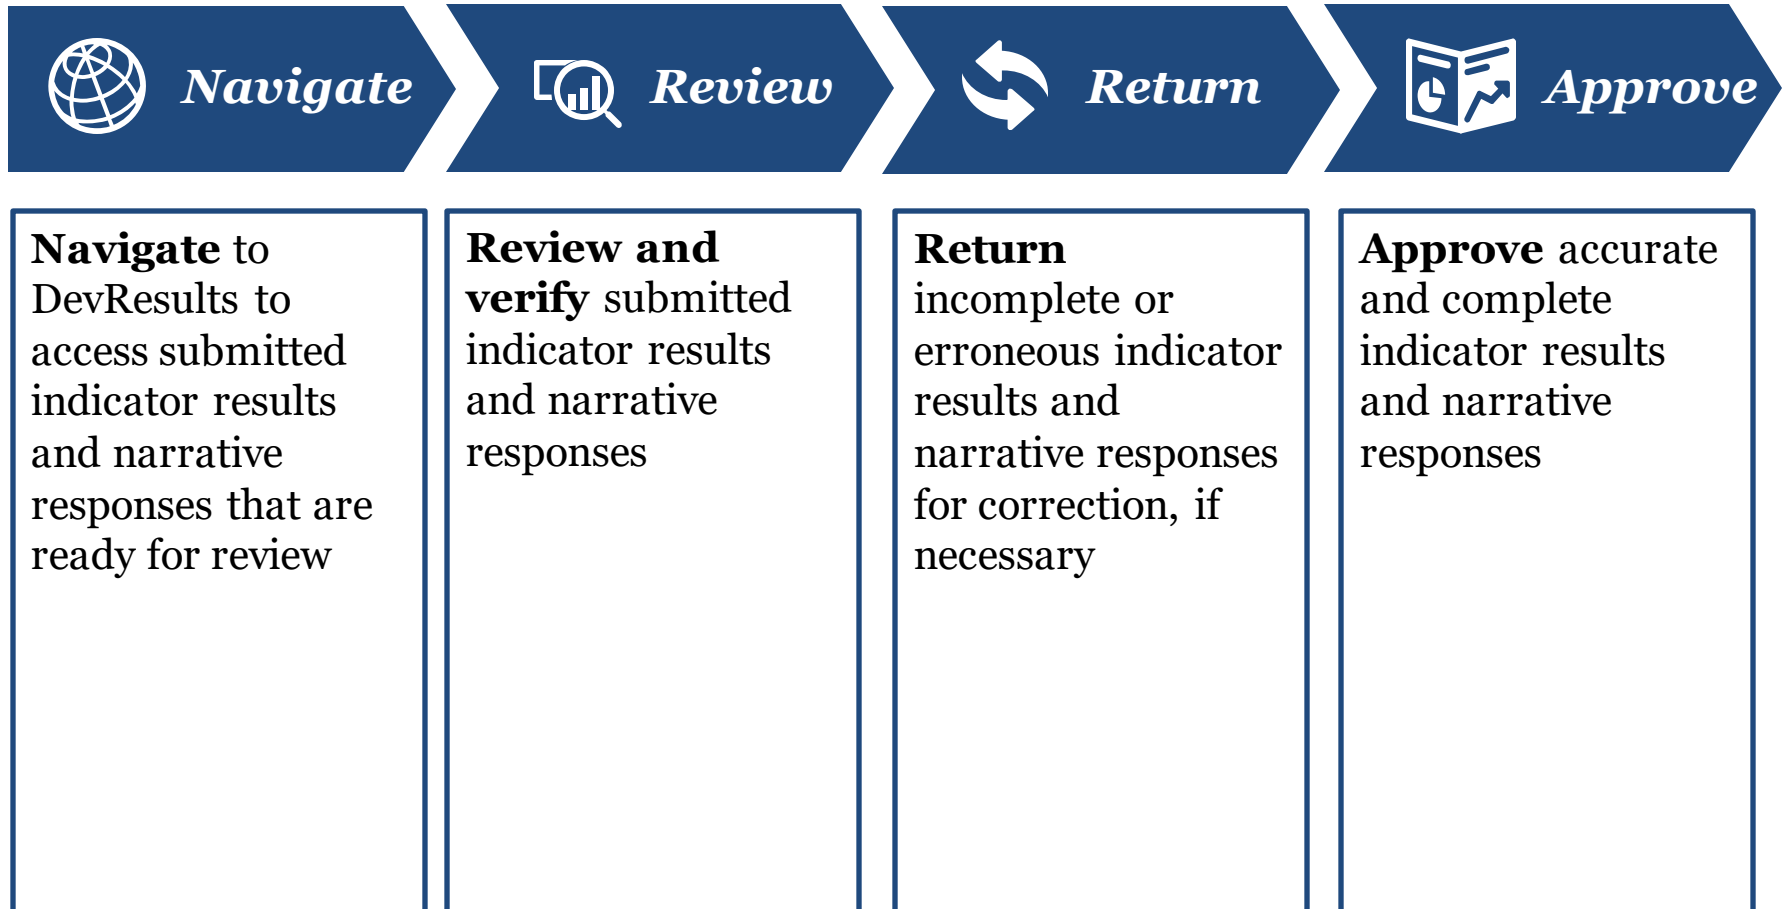 Navigate
Review
Return
Approve
Navigate to
DevResults to
access submitted
indicator results
and narrative
responses that are
ready for review
Review and
verify submitted
indicator results
and narrative
responses
Return
incomplete or
erroneous indicator
results and
narrative responses
for correction, if
necessary
Approve accurate
and complete
indicator results
and narrative
responses